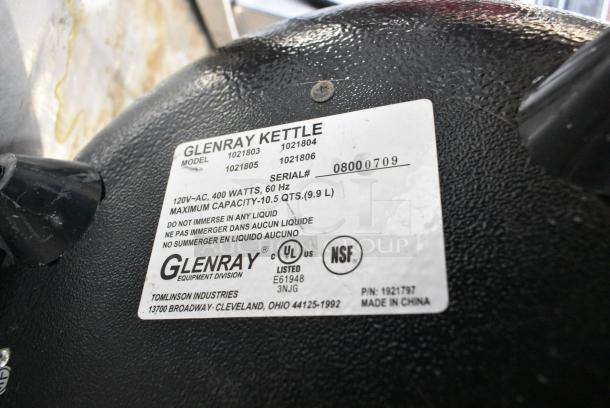 GLENRAY KETTLE
MODEL 1021803 1021804
1021805 1021806
SERIAL# 08000709
120V~AC, 400 WATTS, 60 Hz
MAXIMUM CAPACITY-10.5 QTS.(9.9 L)
DO NOT IMMERSE IN ANY LIQUID
NE PAS IMMERGER DANS AUCUN LIQUIDE
NO SUMMERGER EN LIQUIDO AUCUNO
GLENRAY®
EQUIPMENT DIVISION
C UL US
LISTED
E61948
3NJG
NSF
TOMLINSON INDUSTRIES
13700 BROADWAY- CLEVELAND, OHIO 44125-1992
P/N: 1921797
MADE IN CHINA